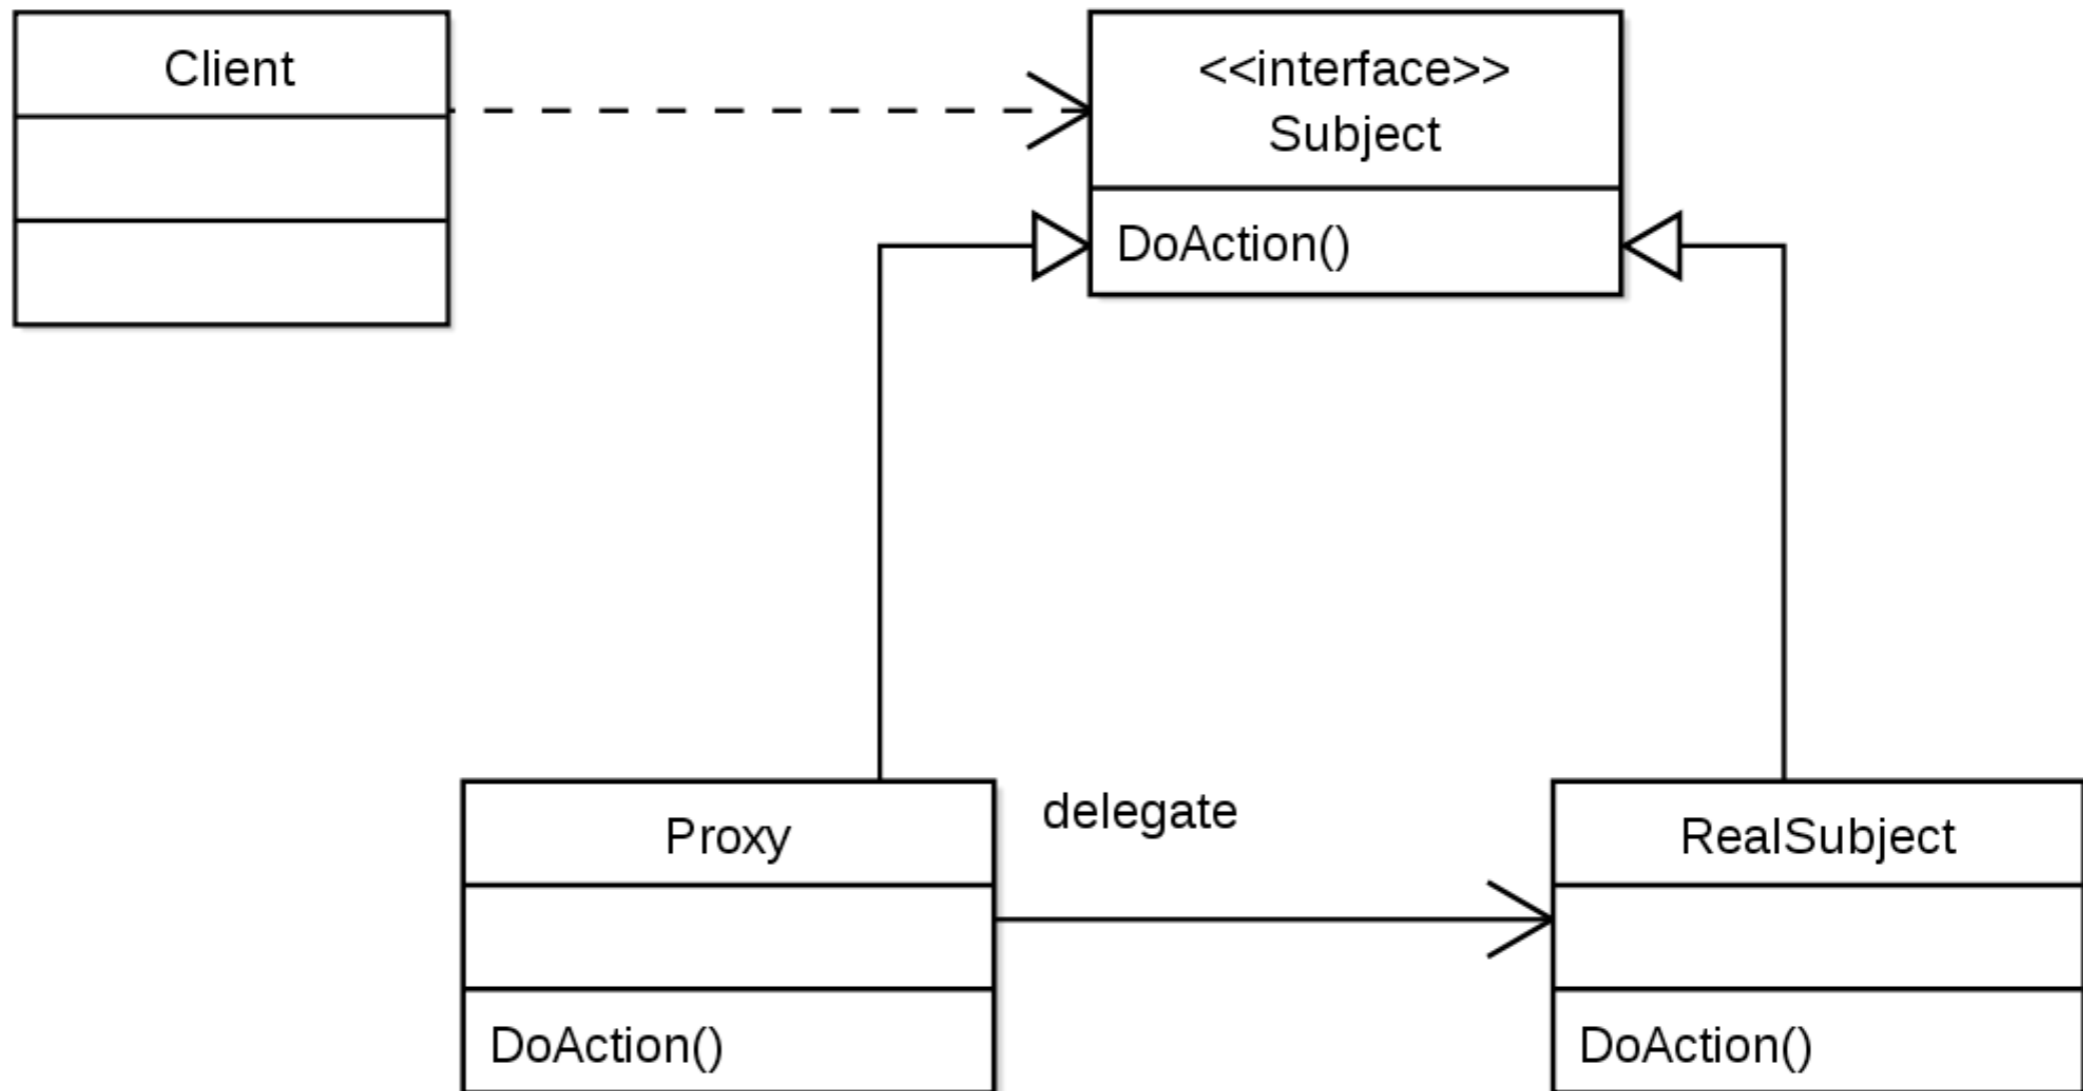 Client
<<interface>>
Subject
DoAction()
Proxy
delegate
RealSubject
DoAction()
DoAction()